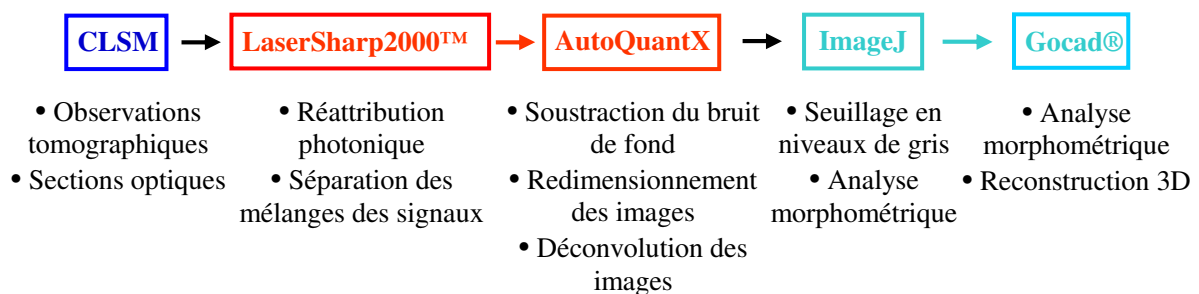 CLSM
LaserSharp2000™
AutoQuantX
ImageJ
Gocad®
• Observations
tomographiques
• Sections optiques
• Réattribution
photonique
• Séparation des
mélanges des signaux
• Soustraction du bruit
de fond
• Redimensionnement
des images
• Déconvolution des
images
• Seuillage en
niveaux de gris
• Analyse
morphométrique
• Analyse
morphométrique
• Reconstruction 3D